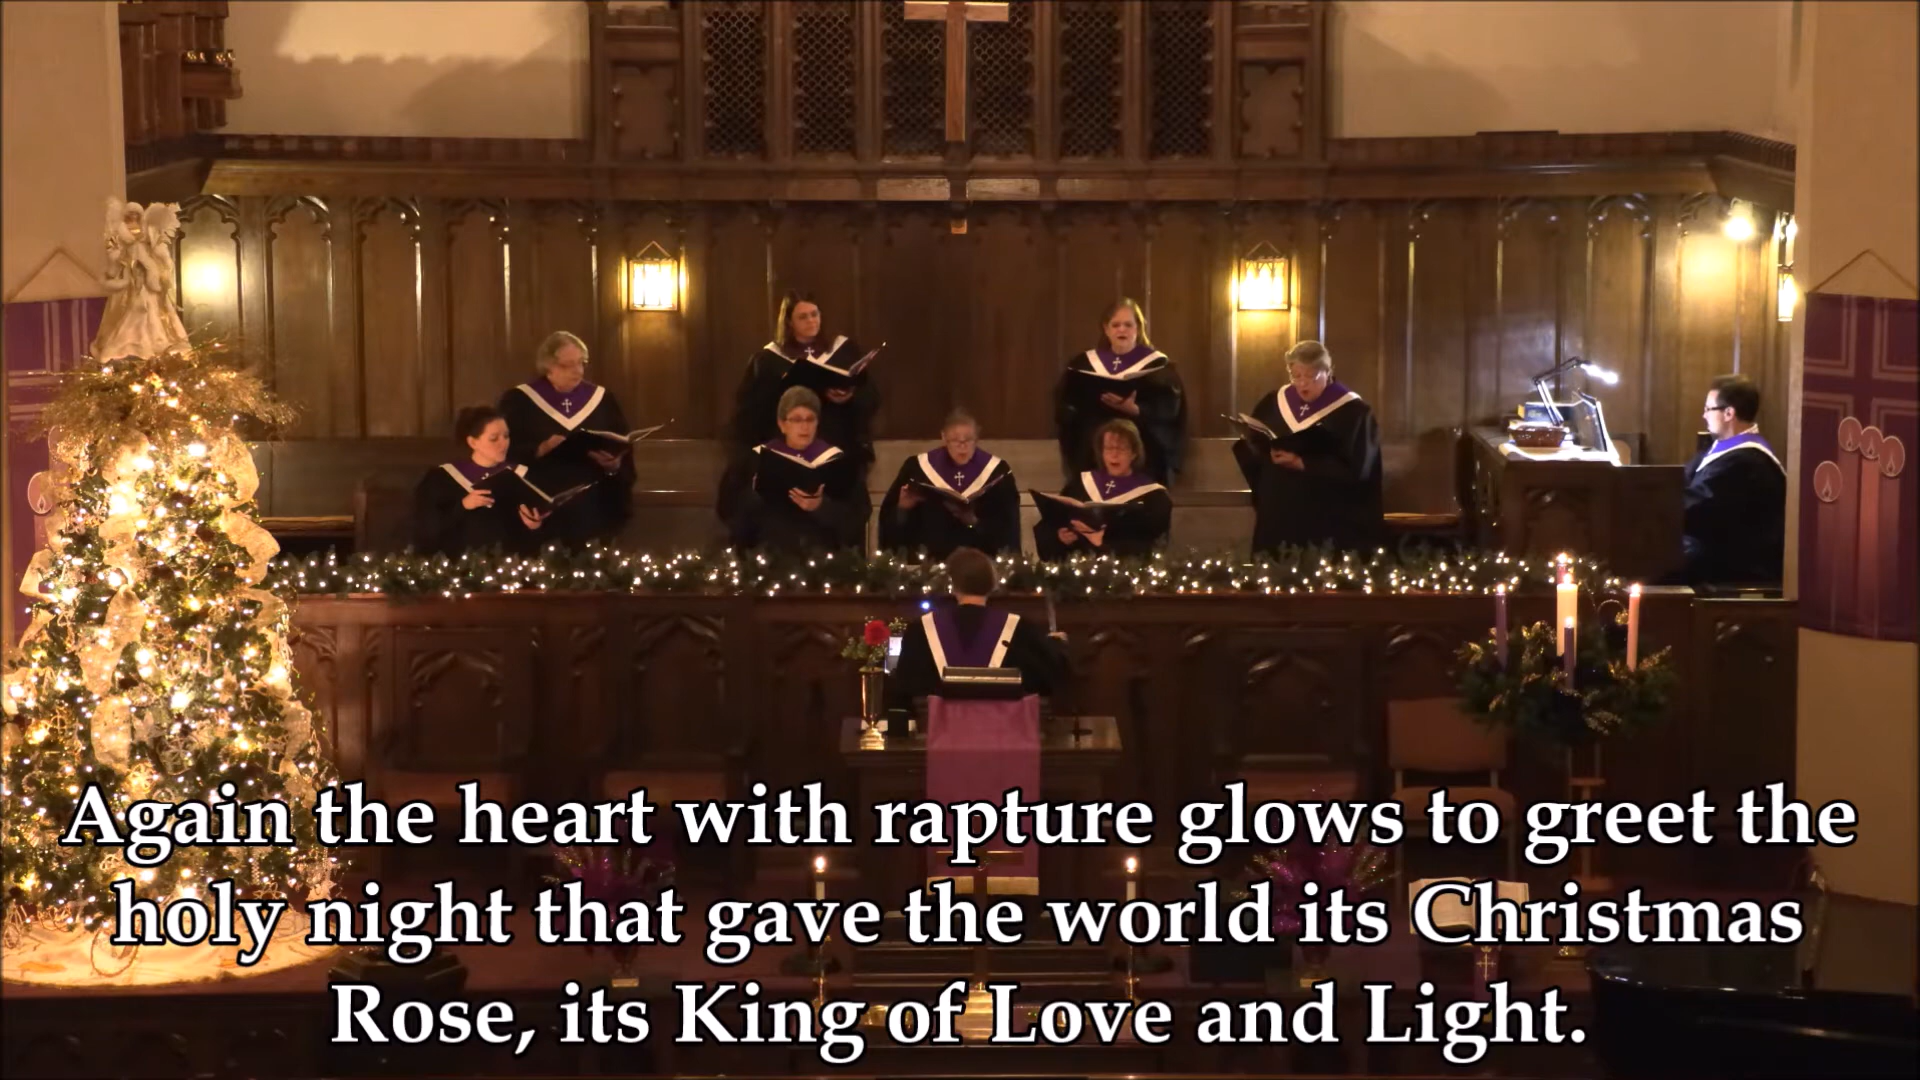 Again the heart with rapture glows to greet the
holy night that gave the world its Christmas
Rose, its King of Love and Light.